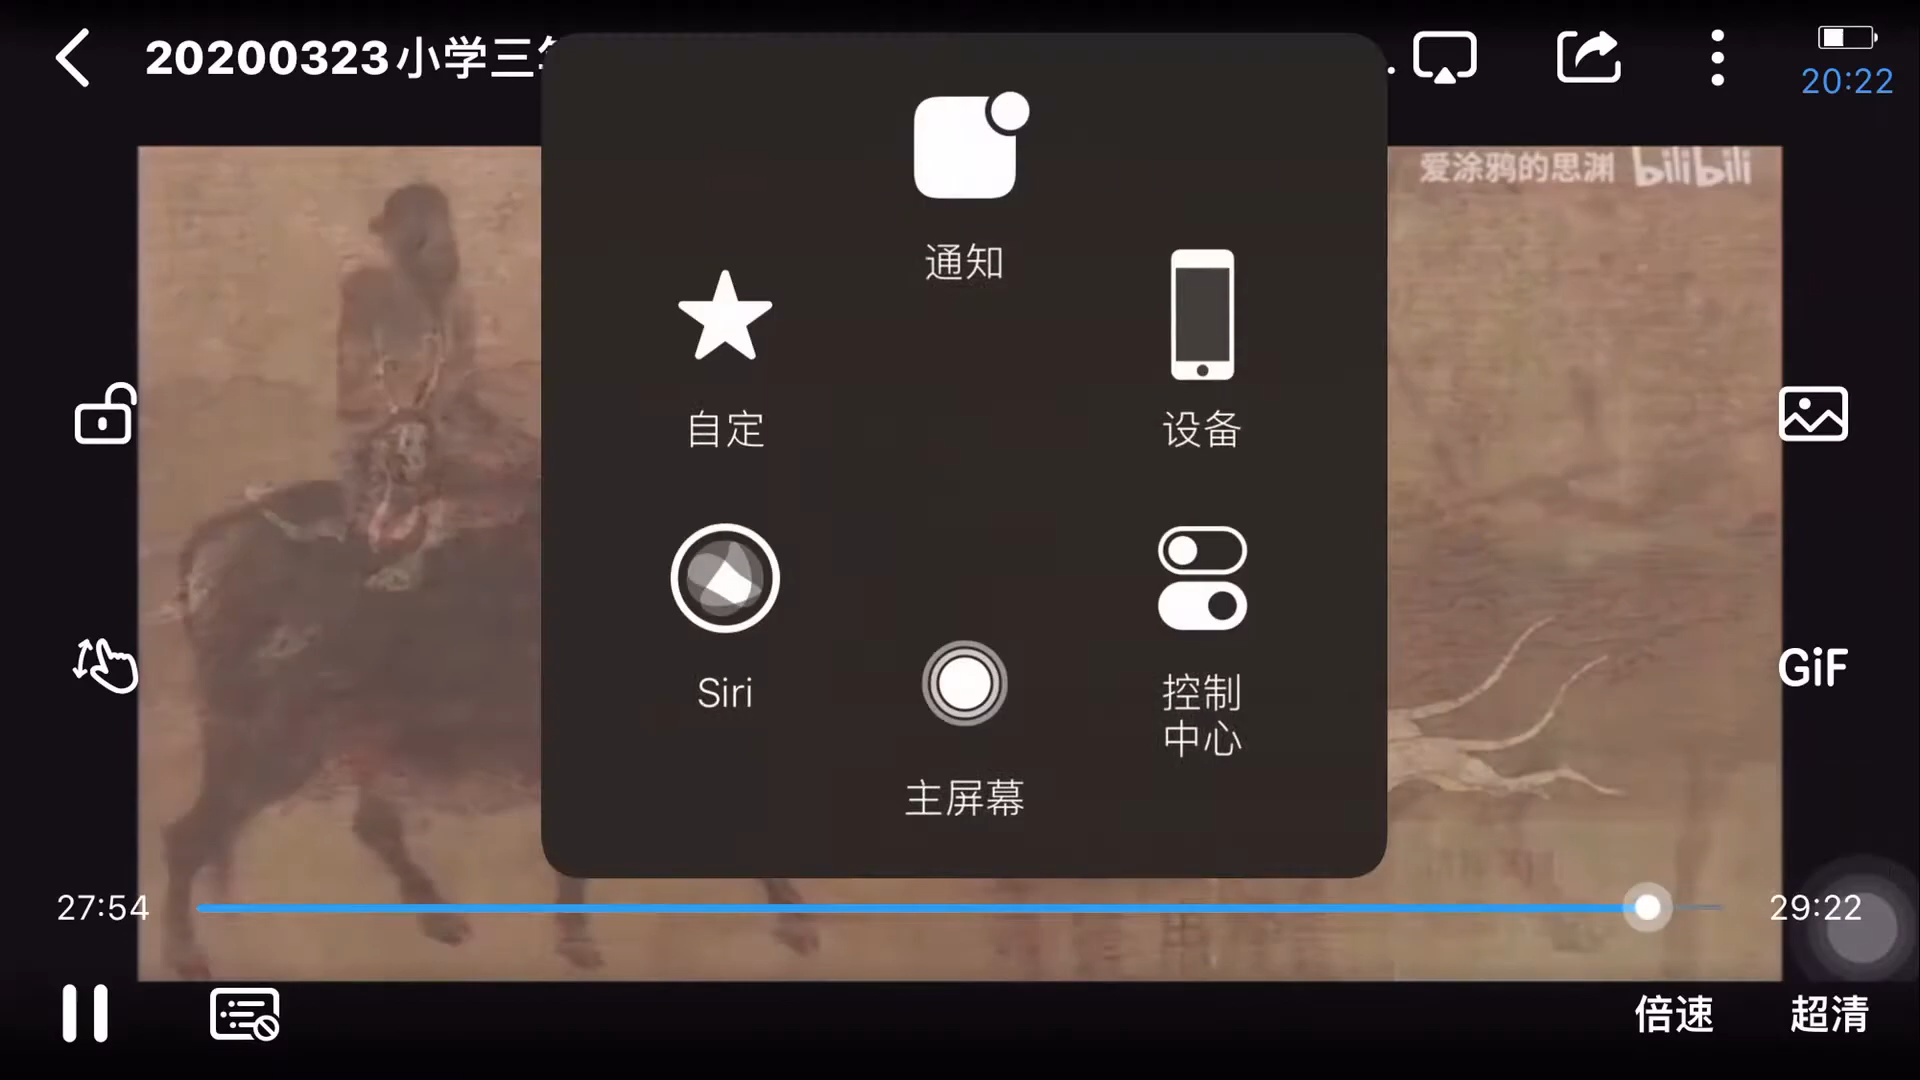 20200323小学三
20:22
爱涂鸦的思渊 bilibili
通知
自定
设备
Siri
控制
中心
主屏幕
GiF
27:54
29:22
倍速
超清